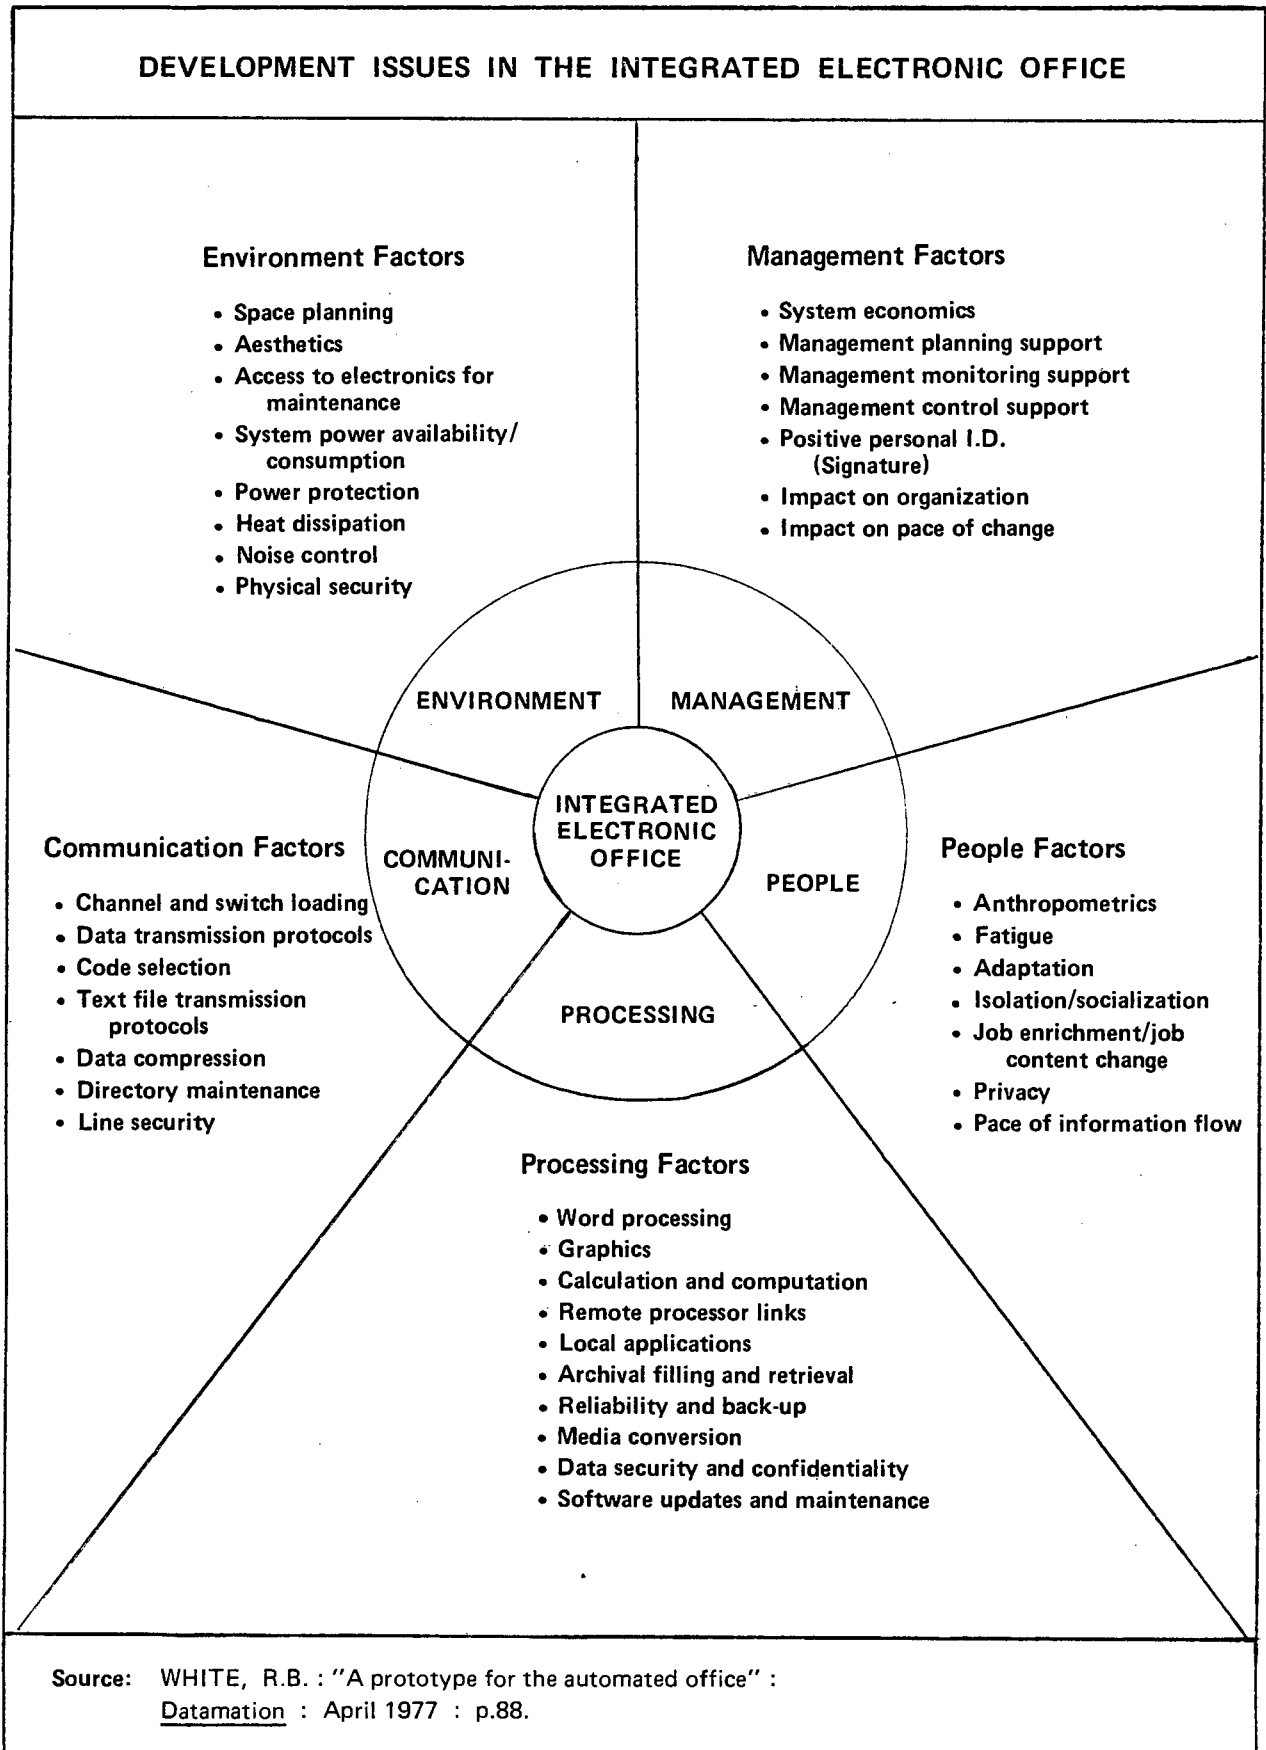 DEVELOPMENT ISSUES IN THE INTEGRATED ELECTRONIC OFFICE
Environment Factors
• Space planning
• Aesthetics
• Access to electronics for
maintenance
• System power availability/
consumption
• Power protection
• Heat dissipation
• Noise control
• Physical security
Management Factors
• System economics
• Management planning support
• Management monitoring support
• Management control support
• Positive personal I.D.
(Signature)
• Impact on organization
• Impact on pace of change
ENVIRONMENT
MANAGEMENT
INTEGRATED
ELECTRONIC
OFFICE
COMMUNI-
CATION
PEOPLE
PROCESSING
Communication Factors
• Channel and switch loading
• Data transmission protocols
• Code selection
• Text file transmission
protocols
• Data compression
• Directory maintenance
• Line security
People Factors
• Anthropometrics
• Fatigue
• Adaptation
• Isolation/socialization
• Job enrichment/job
content change
• Privacy
• Pace of information flow
Processing Factors
• Word processing
• Graphics
• Calculation and computation
• Remote processor links
• Local applications
• Archival filling and retrieval
• Reliability and back-up
• Media conversion
• Data security and confidentiality
• Software updates and maintenance
Source: WHITE, R.B. : "A prototype for the automated office" :
Datamation : April 1977 : p.88.